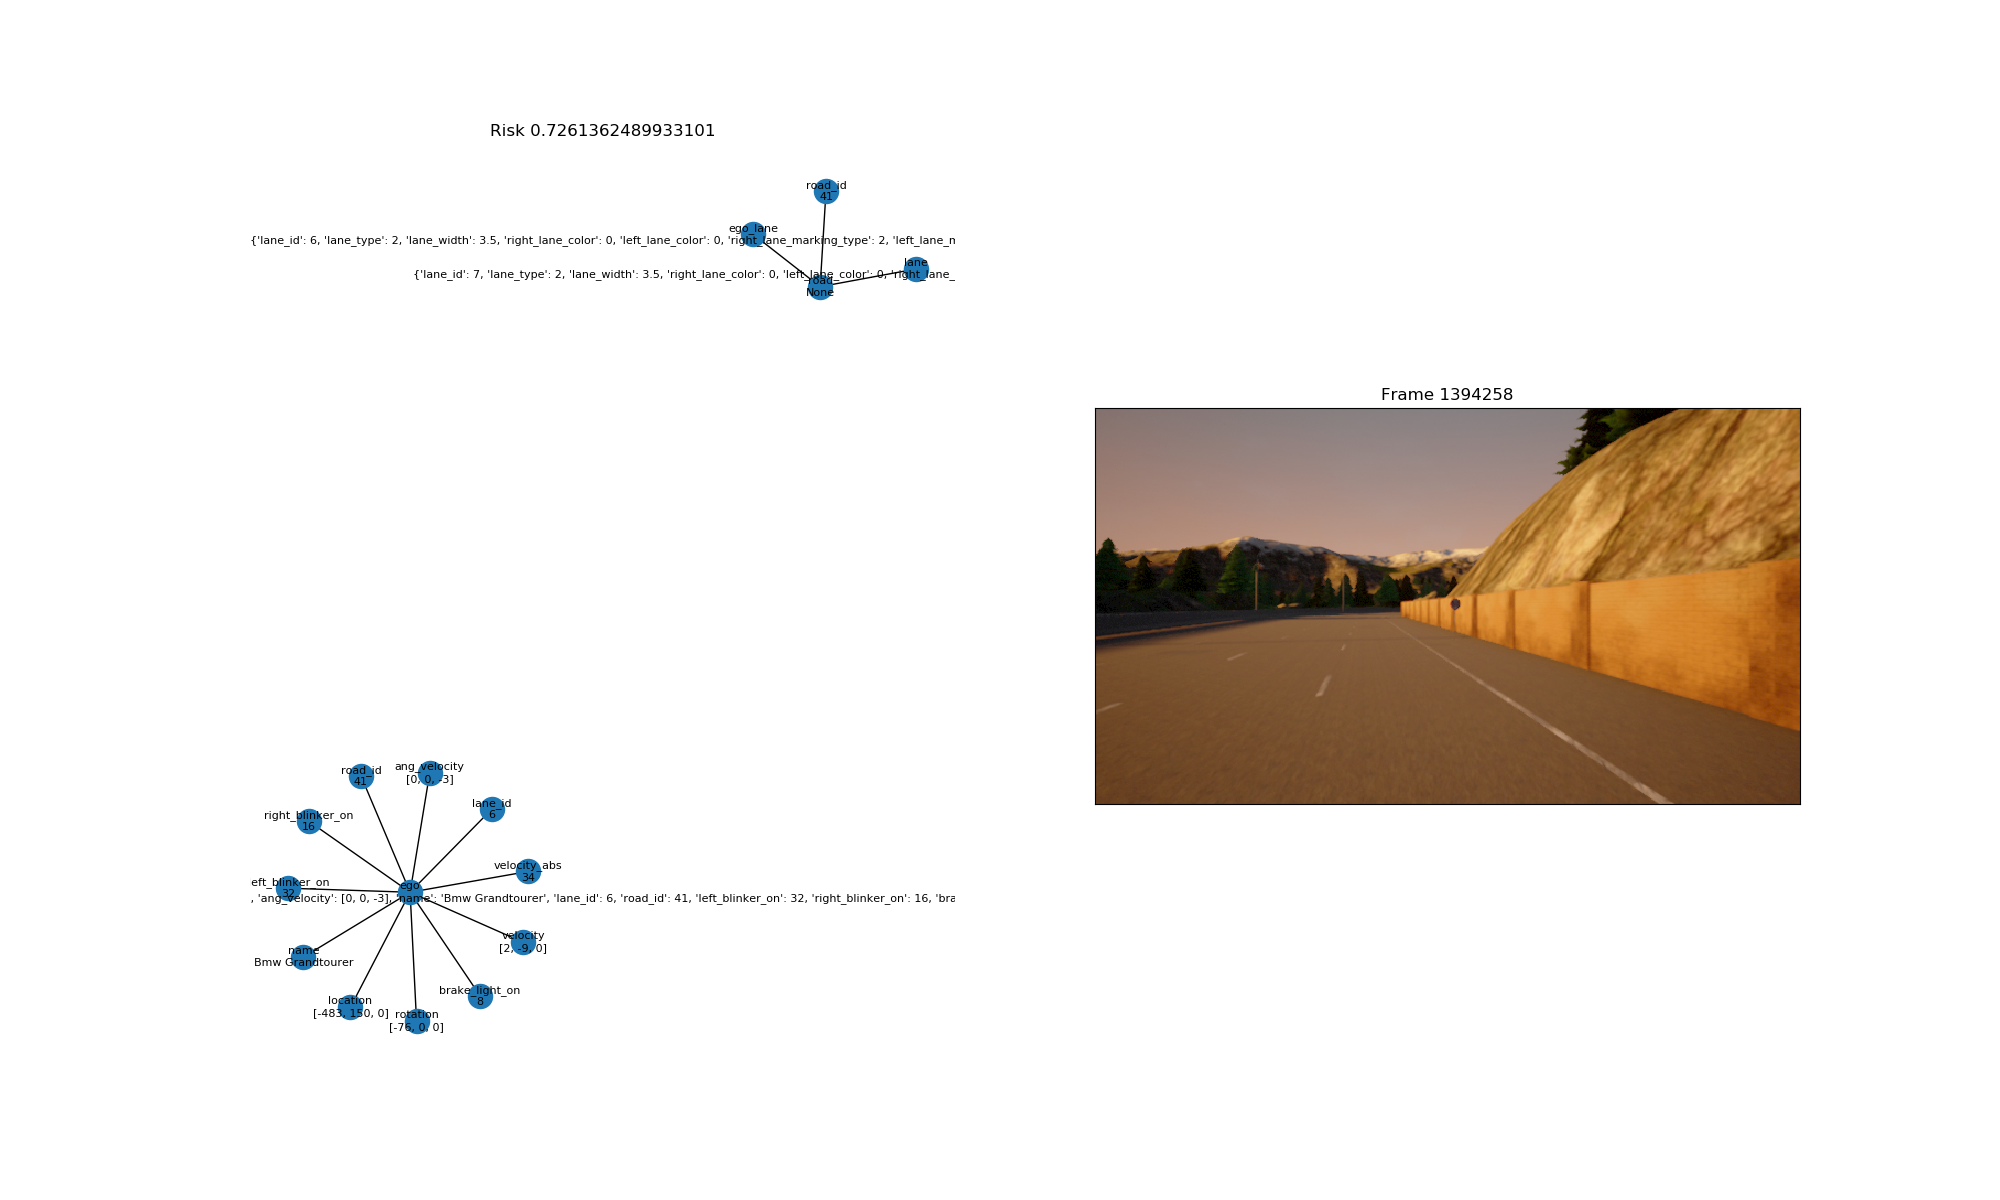 Risk 0.7261362489933101
road_id
41
ego_lane
{'lane_id': 6, 'lane_type': 2, 'lane_width': 3.5, 'right_lane_color': 0, 'left_lane_color': 0, 'right_lane_marking_type': 2, 'left_lane_n
lane
{'lane_id': 7, 'lane_type': 2, 'lane_width': 3.5, 'right_lane_color': 0, 'left_lane_color': 0, 'right_lane_
road
None
Frame 1394258
road_id
41
ang_velocity
[0, 0, -3]
lane_id
6
right_blinker_on
16
velocity_abs
34
eft_blinker_on
32
ego
, 'ang_velocity': [0, 0, -3], 'name': 'Bmw Grandtourer', 'lane_id': 6, 'road_id': 41, 'left_blinker_on': 32, 'right_blinker_on': 16, 'bra
velocity
[2, -9, 0]
name
Bmw Grandtourer
brake_light_on
8
location
[-483, 150, 0]
rotation
[-76, 0, 0]